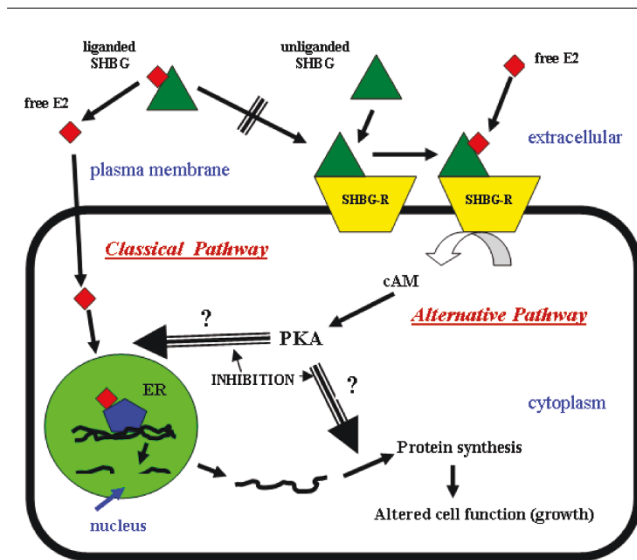 liganded
SHBG
unliganded
SHBG
free E2
free E2
extracellular
plasma membrane
SHBG-R
SHBG-R
Classical Pathway
cAM
Alternative Pathway
?
PKA
INHIBITION
?
ER
cytoplasm
Protein synthesis
nucleus
Altered cell function (growth)